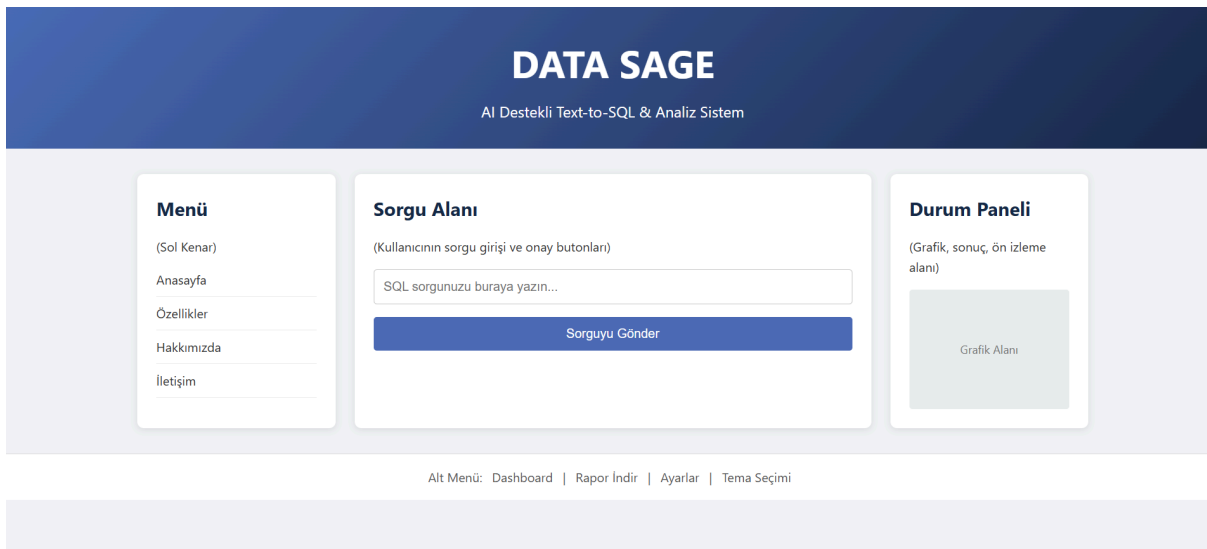 DATA SAGE
AI Destekli Text-to-SQL & Analiz Sistem
Menü
(Sol Kenar)
Anasayfa
Özellikler
Hakkımızda
İletişim
Sorgu Alanı
(Kullanıcının sorgu girişi ve onay butonları)
SQL sorgunuzu buraya yazın...
Sorguyu Gönder
Durum Paneli
(Grafik, sonuç, ön izleme
alanı)
Grafik Alanı
Alt Menü: Dashboard | Rapor İndir | Ayarlar | Tema Seçimi